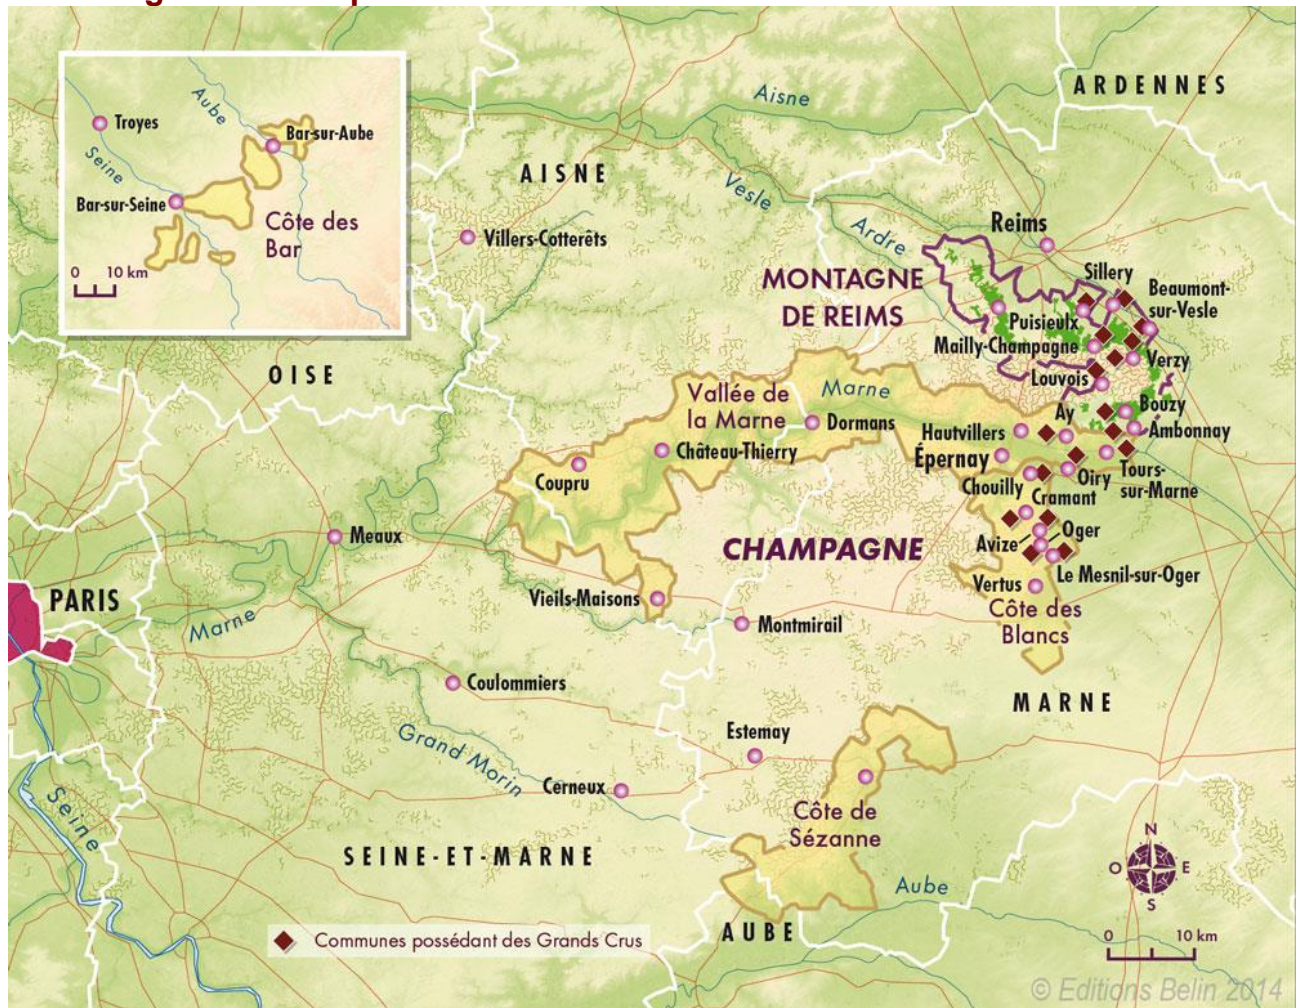 Troyes
Aube
Bar-sur-Aube
Seine
Bar-sur-Seine
Côte des
Bar
0 10 km
Aisne
ARDENNES
AISNE
Vesle
Ardre
Villers-Cotterêts
Reims
MONTAGNE
DE REIMS
Sillery
Beaumont-
sur-Vesle
Puisieulx
Mailly-Champagne
Verzy
Louvois
OISE
Vallée de
la Marne
Marne
Dormans
Ay
Bouzy
Ambonnay
Hautvillers
Château-Thierry
Épernay
Coupru
Chouilly
Oiry
Tours-
sur-Marne
Cramant
Meaux
CHAMPAGNE
Avize
Oger
Le Mesnil-sur-Oger
PARIS
Vieils-Maisons
Vertus
Côte des
Blancs
Marne
Montmirail
Coulommiers
MARNE
Grand Morin
Esternay
Cerneux
Seine
Côte de
Sézanne
SEINE-ET-MARNE
N
O E
S
Aube
AUBE
Communes possédant des Grands Crus
0 10 km
© Editions Belin 2014